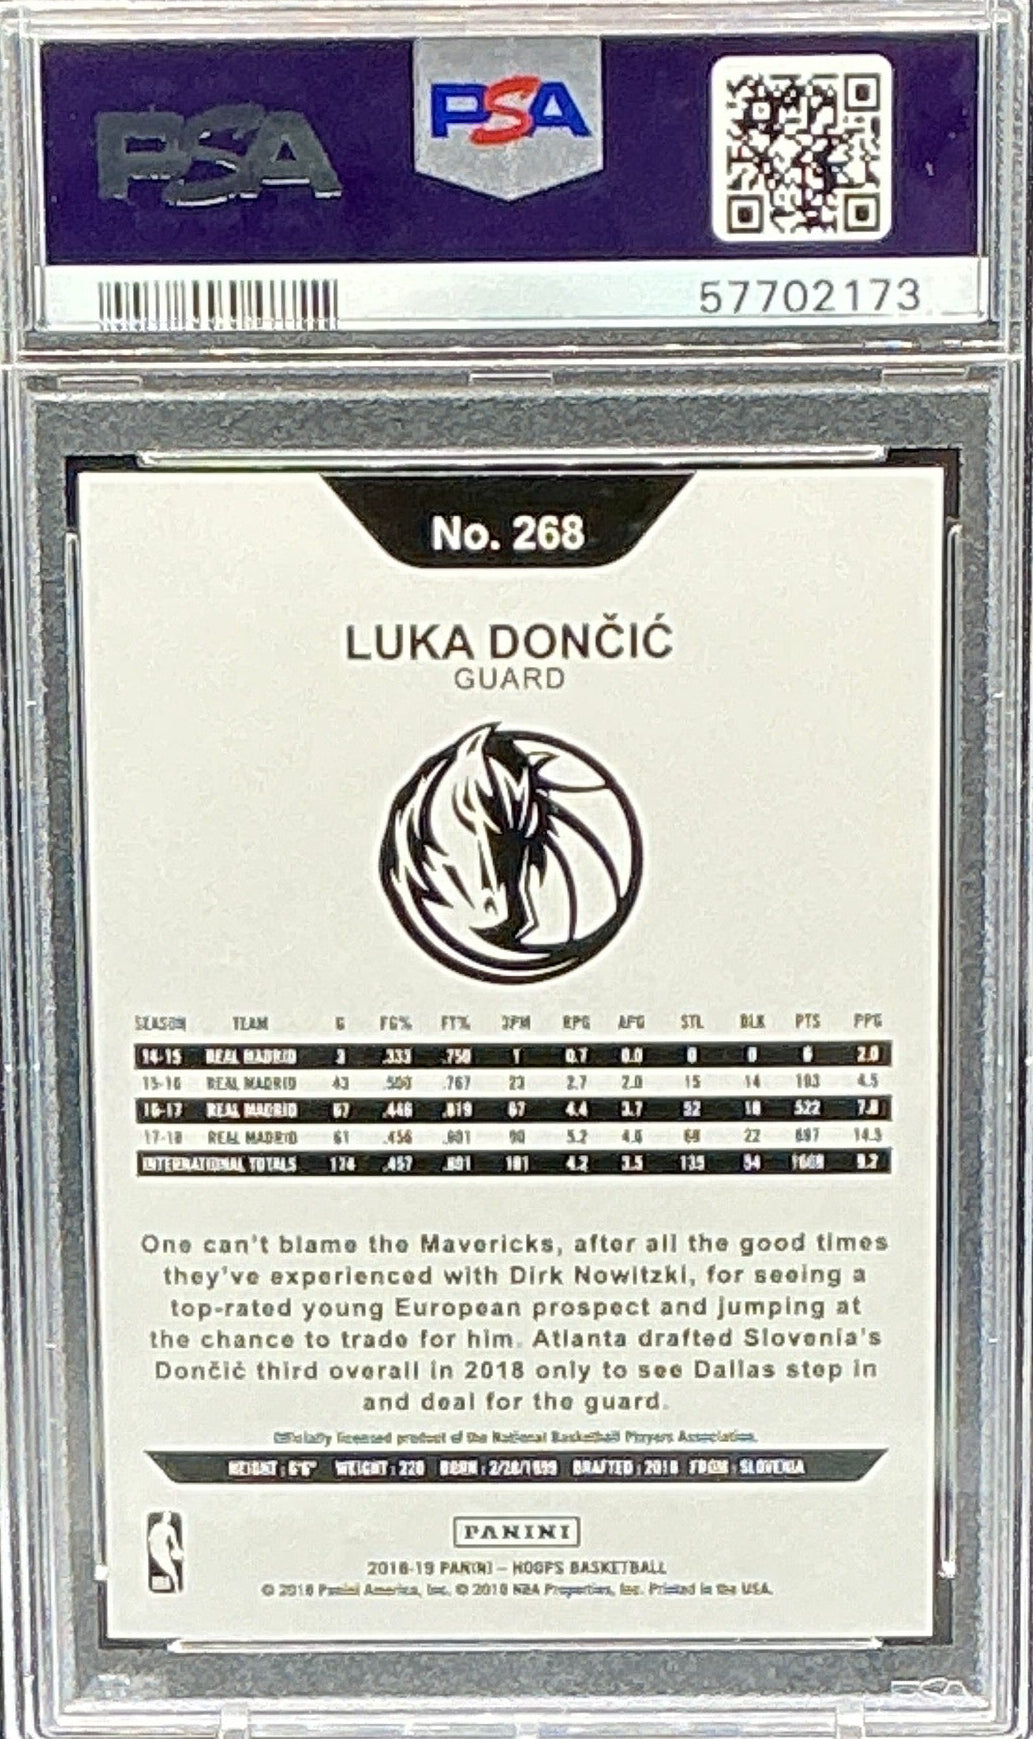 PSA
PSA
57702173
No. 268
LUKA DONČIĆ
GUARD
SEASON TEAM G FG% FT% 3PM RPG APG STL BLK PTS PPG
14-15 REAL MADRID 3 .333 .750 1 0.7 0.0 0 0 6 2.0
15-16 REAL MADRID 43 .500 .767 23 2.7 2.0 15 14 193 4.5
16-17 REAL MADRID 67 .446 .819 67 4.4 3.7 52 18 522 7.8
17-18 REAL MADRID 61 .456 .801 90 5.2 4.6 68 22 887 14.5
INTERNATIONAL TOTALS 174 .457 .801 181 4.2 3.5 135 54 1608 9.2
One can't blame the Mavericks, after all the good times
they've experienced with Dirk Nowitzki, for seeing a
top-rated young European prospect and jumping at
the chance to trade for him. Atlanta drafted Slovenia's
Dončić third overall in 2018 only to see Dallas step in
and deal for the guard.
Officially licensed product of the National Basketball Players Association.
HEIGHT: 6'6" WEIGHT: 220 BORN: 2/28/1999 DRAFTED: 2018 FROM: SLOVENIA
PANINI
2018-19 PANINI – HOOPS BASKETBALL
© 2018 Panini America, Inc. © 2018 NBA Properties, Inc. Printed in the USA.
PSA